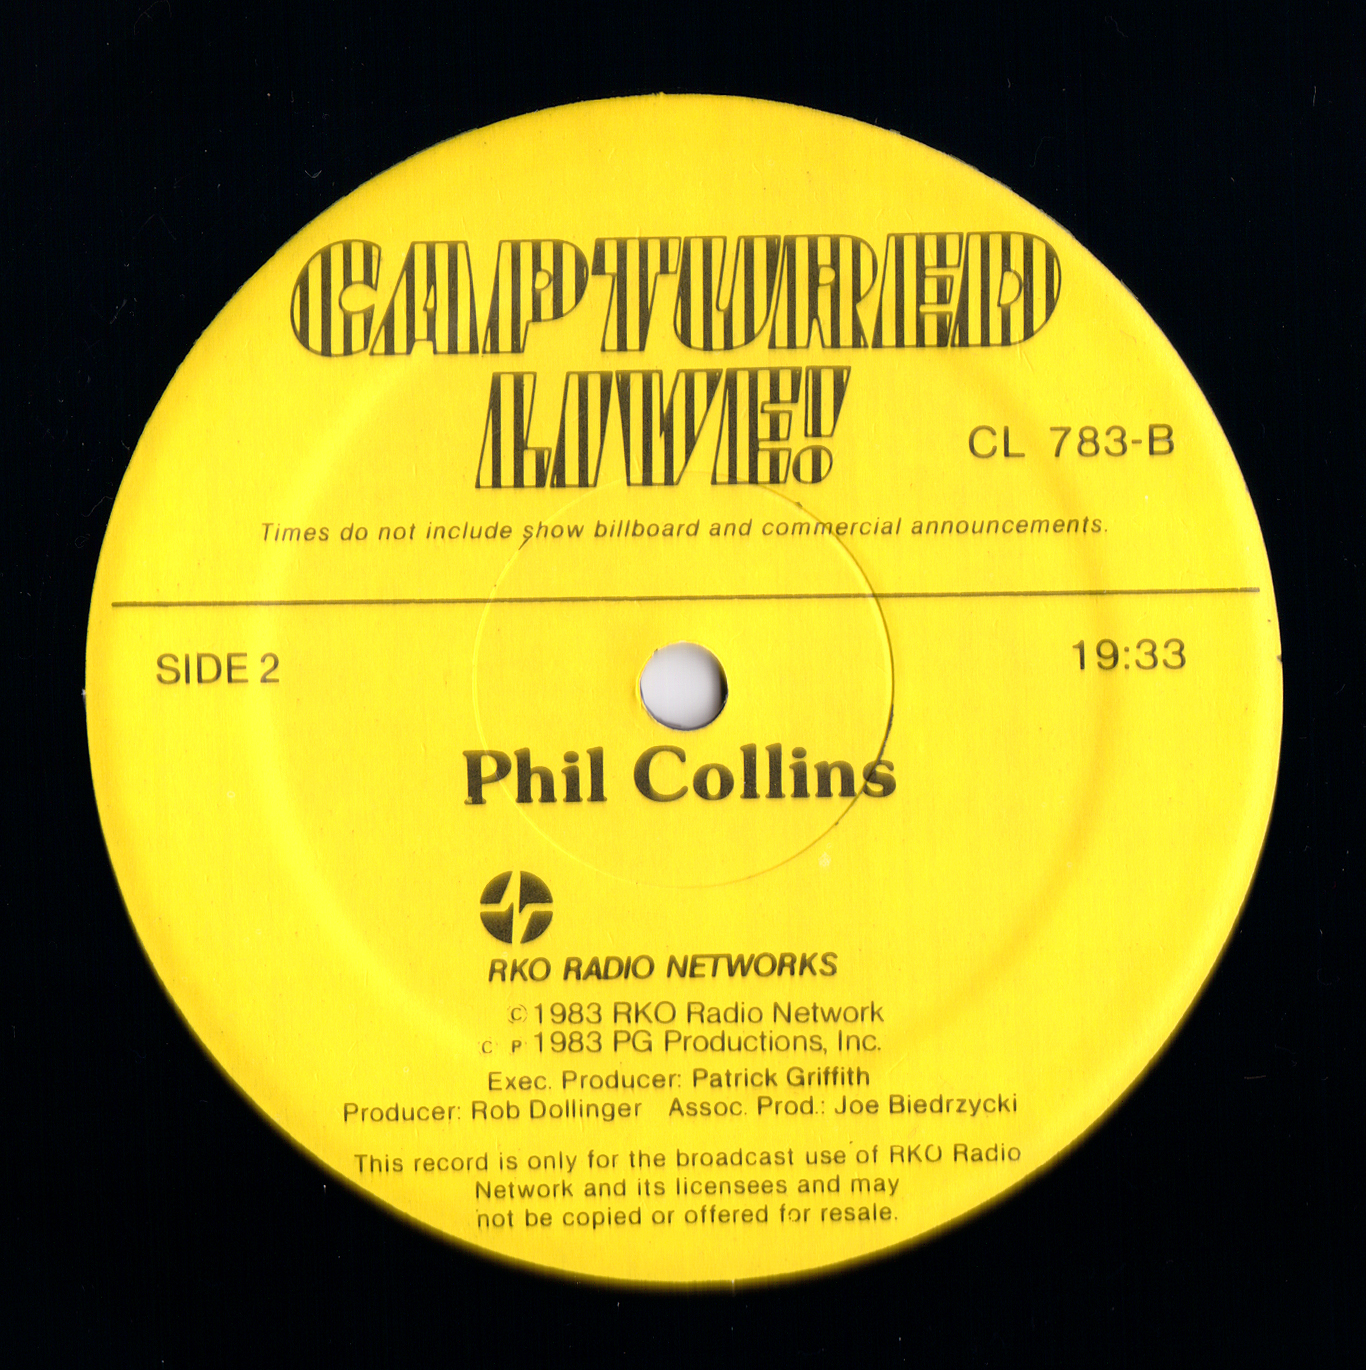 CAPTURED
LIVE!
CL 783-B
Times do not include show billboard and commercial announcements.
SIDE 2
19:33
Phil Collins
RKO RADIO NETWORKS
©1983 RKO Radio Network
C P 1983 PG Productions, Inc.
Exec. Producer: Patrick Griffith
Producer: Rob Dollinger Assoc. Prod.: Joe Biedrzycki
This record is only for the broadcast use of RKO Radio
Network and its licensees and may
not be copied or offered for resale.